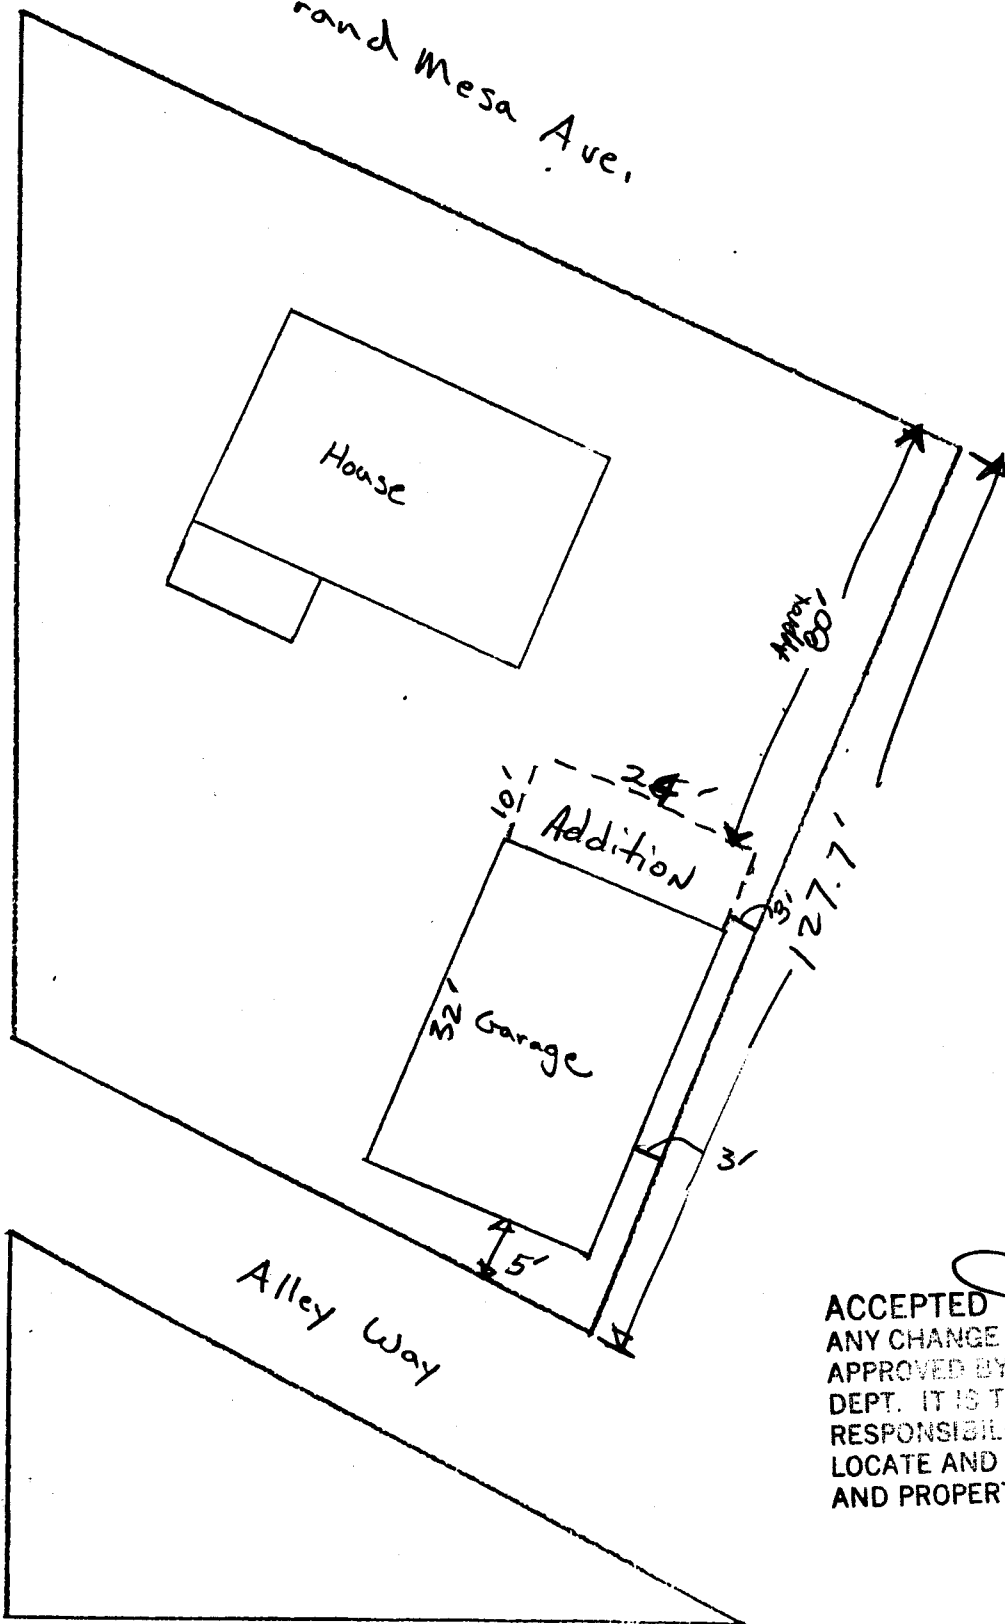 rand Mesa Ave.
House
Approx
80'
24'
10'
Addition
3'
127.7'
32'
Garage
3'
5'
Alley Way
ACCEPTED
ANY CHANGE
APPROVED BY
DEPT. IT IS T
RESPONSIBIL
LOCATE AND
AND PROPERT